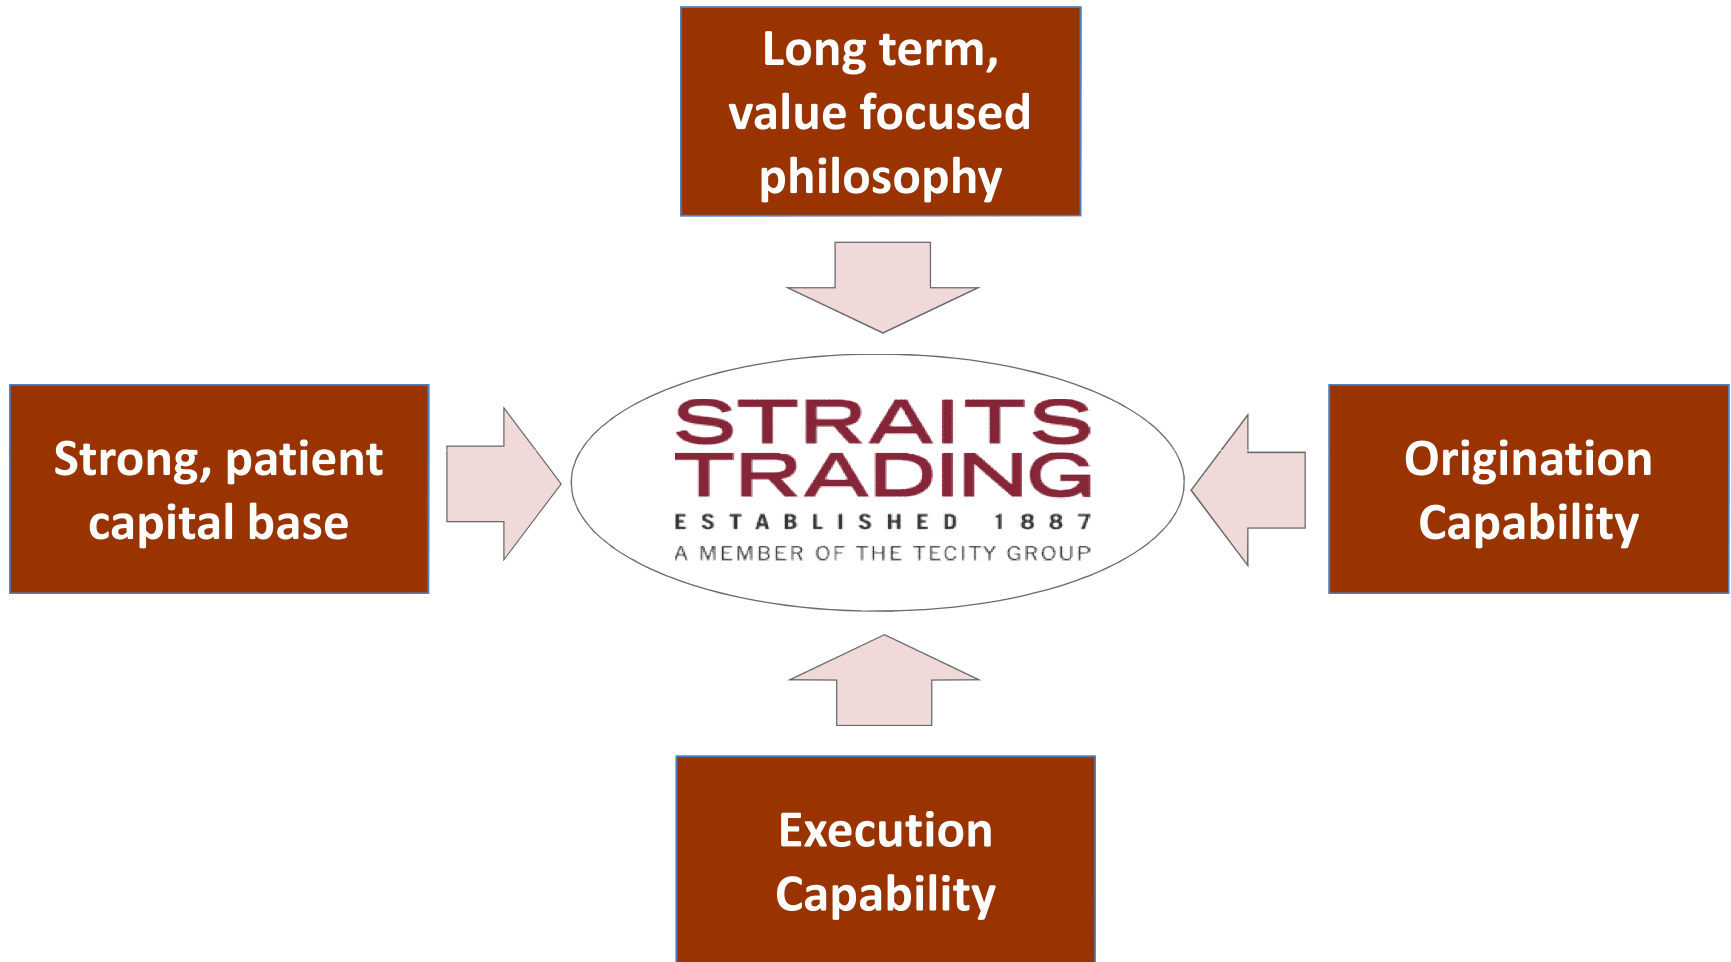 Long term,
value focused
philosophy
Strong, patient
capital base
STRAITS
TRADING
ESTABLISHED 1887
A MEMBER OF THE TECITY GROUP
Origination
Capability
Execution
Capability